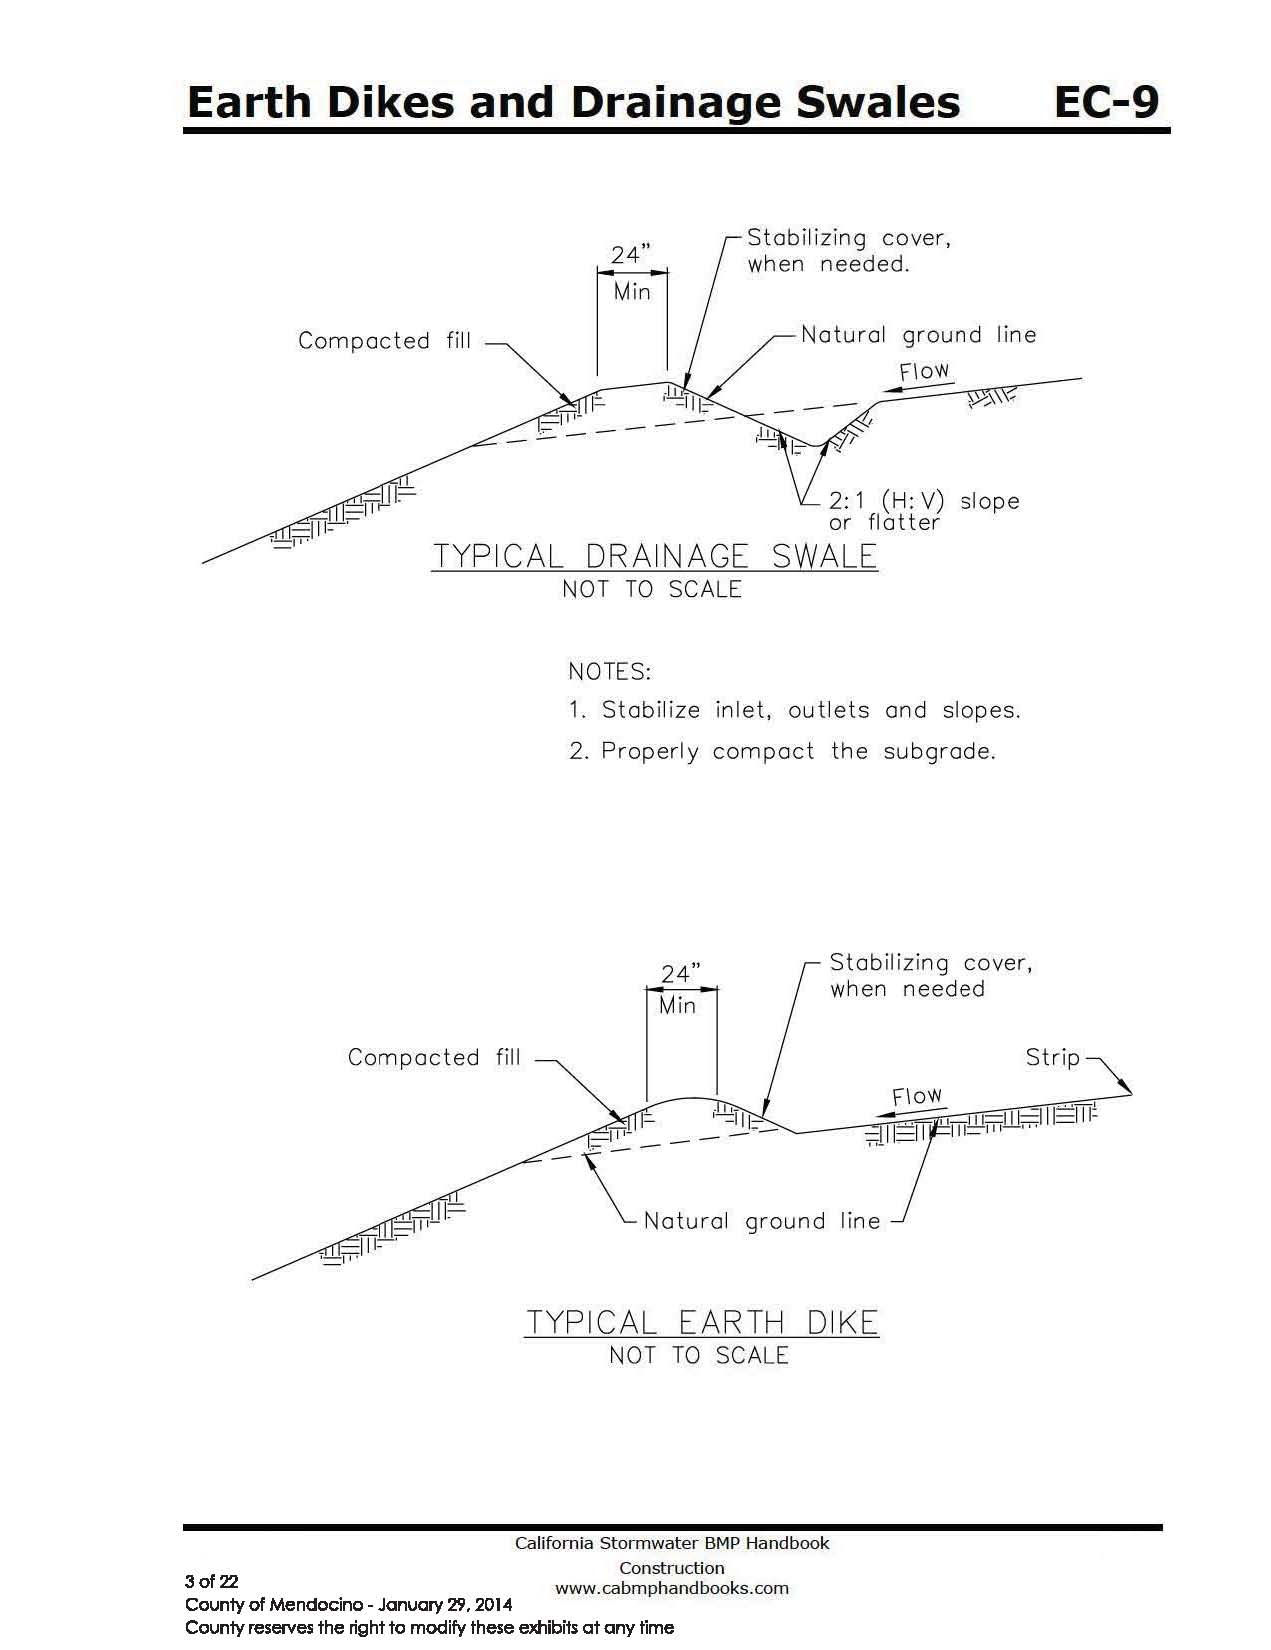 Earth Dikes and Drainage Swales EC-9
Stabilizing cover,
when needed.
24"
Min
Compacted fill
Natural ground line
Flow
2:1 (H:V) slope
or flatter
TYPICAL DRAINAGE SWALE
NOT TO SCALE
NOTES:
1. Stabilize inlet, outlets and slopes.
2. Properly compact the subgrade.
Stabilizing cover,
when needed
24"
Min
Compacted fill
Strip
Flow
Natural ground line
TYPICAL EARTH DIKE
NOT TO SCALE
California Stormwater BMP Handbook
Construction
www.cabmphandbooks.com
3 of 22
County of Mendocino - January 29, 2014
County reserves the right to modify these exhibits at any time